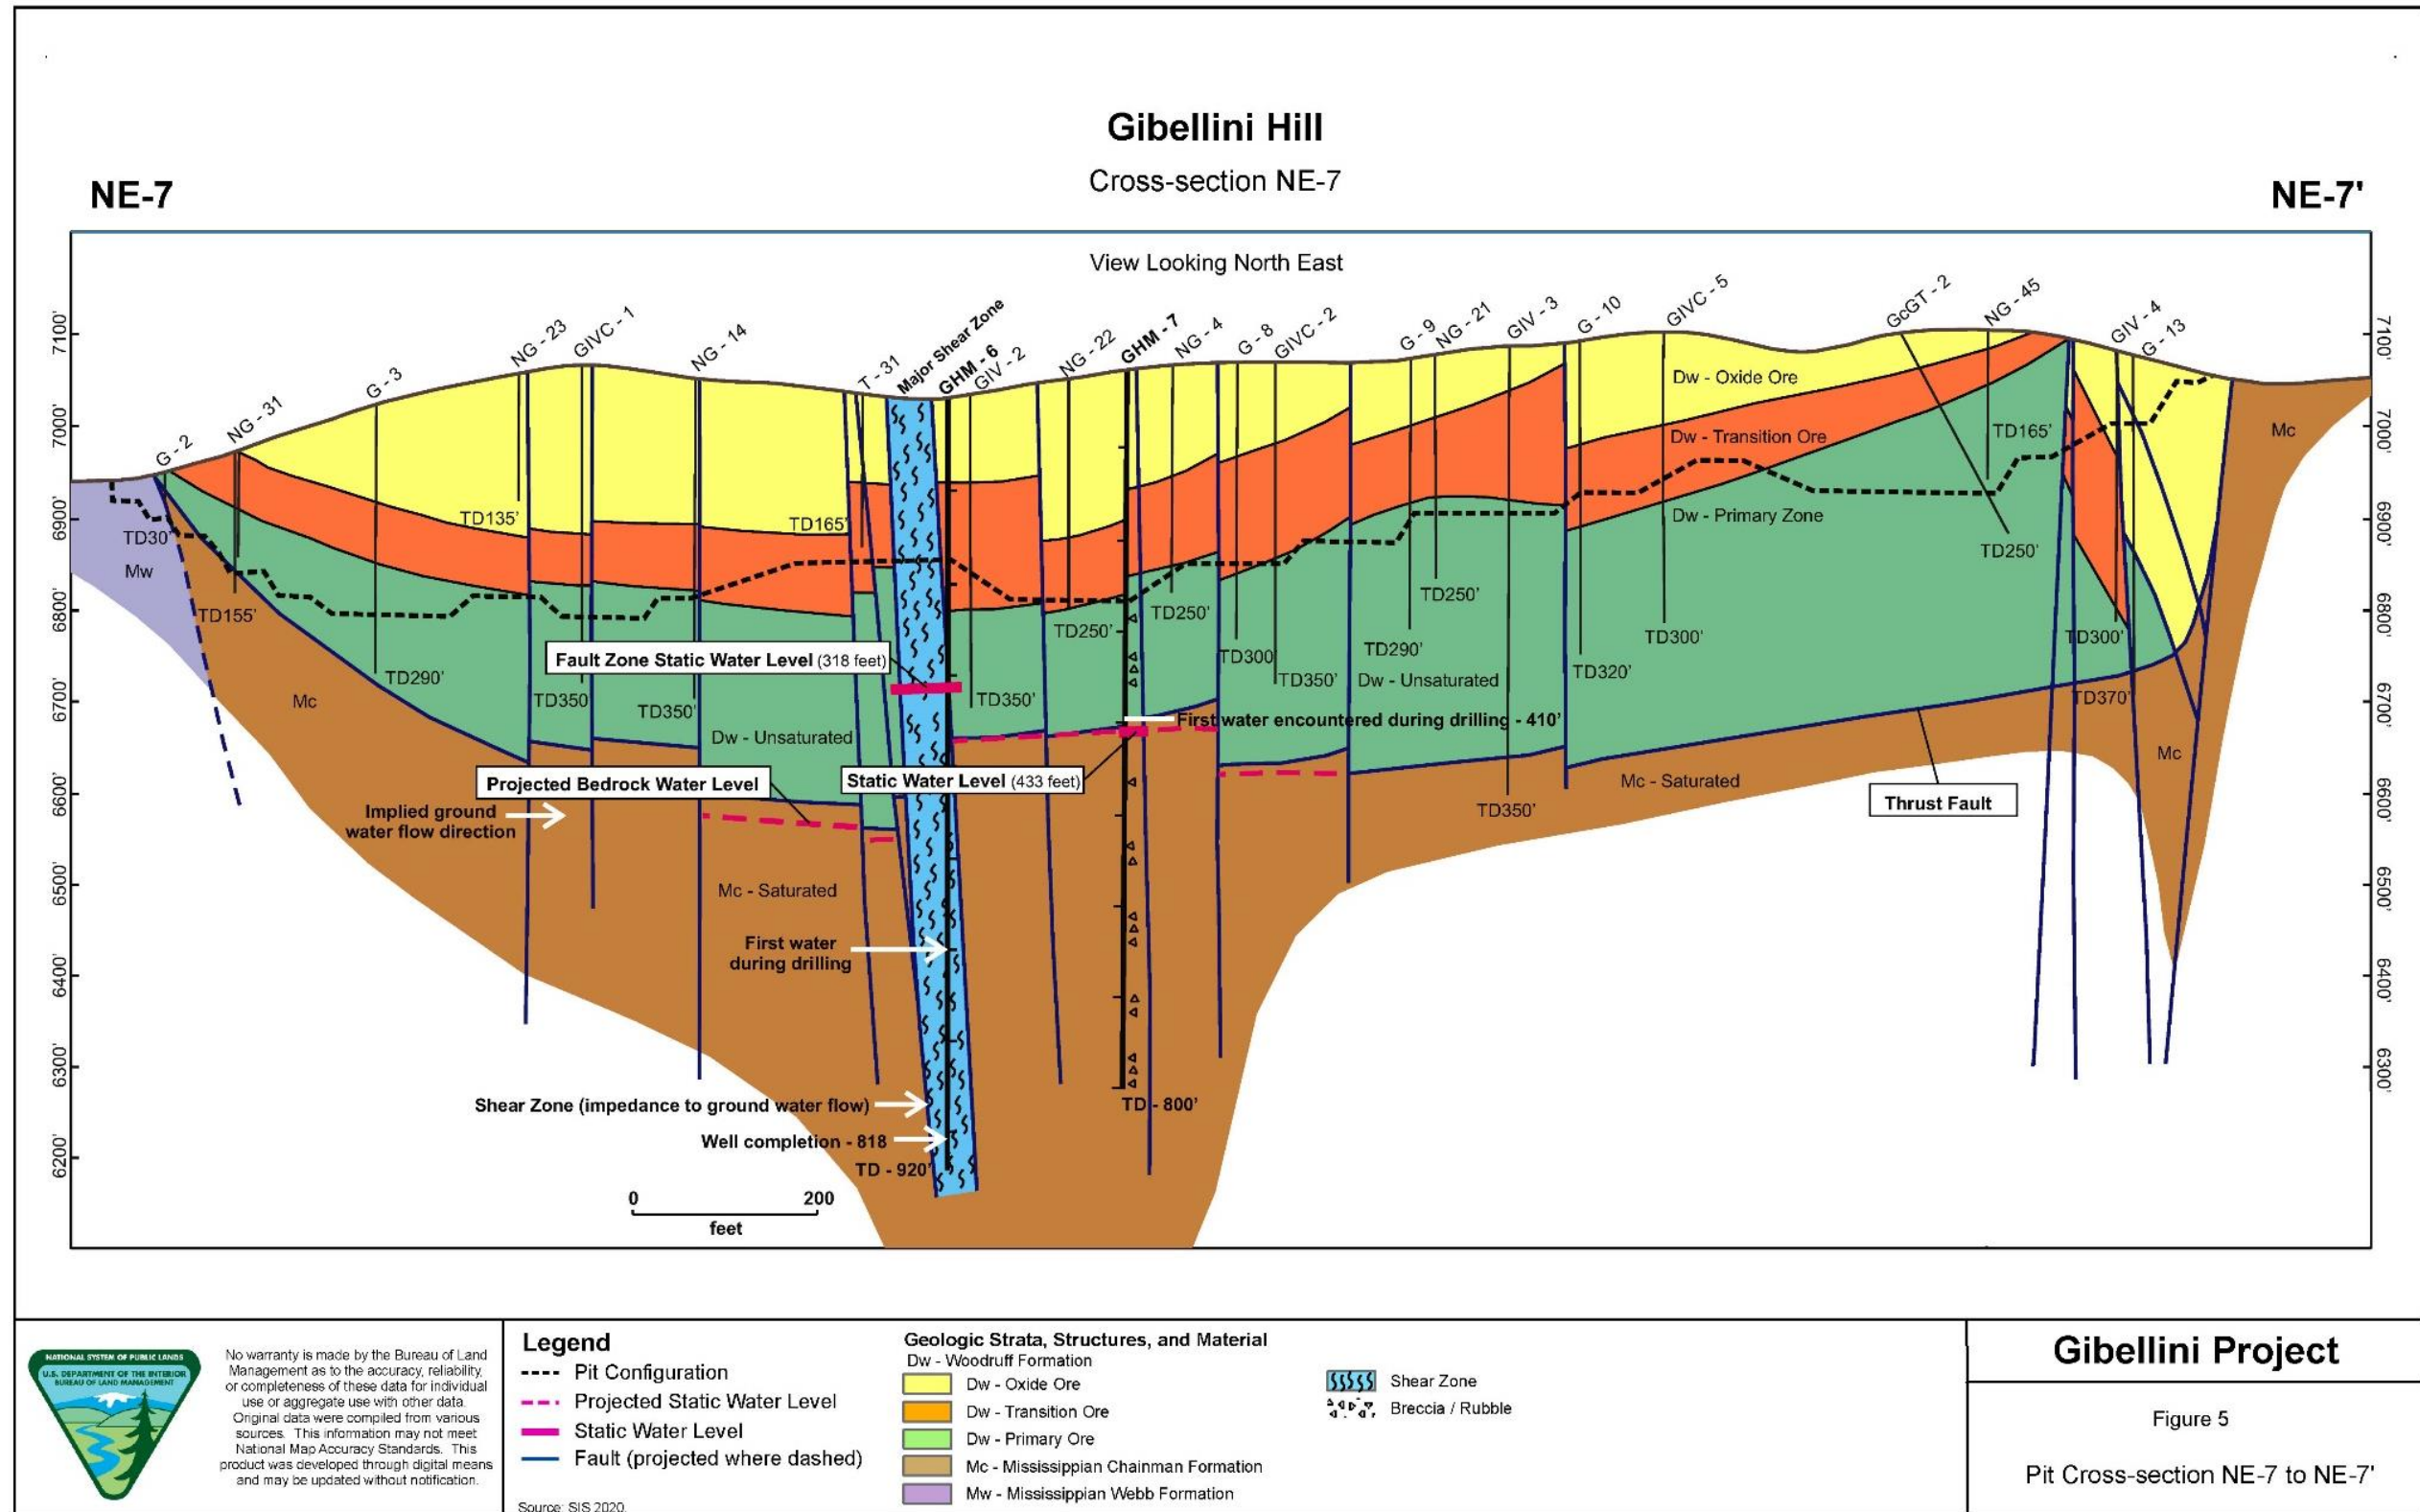 Gibellini Hill
Cross-section NE-7
NE-7
NE-7'
View Looking North East
7100'
7000'
6900'
6800'
6700'
6600'
6500'
6400'
6300'
6200'
7100'
7000'
6900'
6800'
6700'
6600'
6500'
6400'
6300'
G - 2
NG - 31
G - 3
NG - 23
GIVC - 1
NG - 14
T - 31
Major Shear Zone
GHM - 6
GIV - 2
NG - 22
GHM - 7
NG - 4
G - 8
GIVC - 2
G - 9
NG - 21
GIV - 3
G - 10
GIVC - 5
GcGT - 2
NG - 45
GIV - 4
G - 13
Dw - Oxide Ore
Dw - Transition Ore
Dw - Primary Zone
TD30'
Mw
TD155'
Mc
TD290'
TD135'
TD350'
TD350'
TD165'
TD350'
TD250'
TD250'
TD300'
TD350'
TD290'
TD250'
TD350'
TD320'
TD300'
TD250'
TD165'
TD300'
TD370'
Mc
Mc
Fault Zone Static Water Level (318 feet)
Dw - Unsaturated
Dw - Unsaturated
First water encountered during drilling - 410'
Projected Bedrock Water Level
Static Water Level (433 feet)
Mc - Saturated
Thrust Fault
Implied ground
water flow direction
Mc - Saturated
First water
during drilling
Shear Zone (impedance to ground water flow)
Well completion - 818
TD - 920'
TD - 800'
0 200
feet
NATIONAL SYSTEM OF PUBLIC LANDS
U.S. DEPARTMENT OF THE INTERIOR
BUREAU OF LAND MANAGEMENT
No warranty is made by the Bureau of Land
Management as to the accuracy, reliability,
or completeness of these data for individual
use or aggregate use with other data.
Original data were compiled from various
sources. This information may not meet
National Map Accuracy Standards. This
product was developed through digital means
and may be updated without notification.
Legend
Pit Configuration
Projected Static Water Level
Static Water Level
Fault (projected where dashed)
Source: SIS 2020.
Geologic Strata, Structures, and Material
Dw - Woodruff Formation
Dw - Oxide Ore
Dw - Transition Ore
Dw - Primary Ore
Mc - Mississippian Chainman Formation
Mw - Mississippian Webb Formation
Shear Zone
Breccia / Rubble
Gibellini Project
Figure 5
Pit Cross-section NE-7 to NE-7'